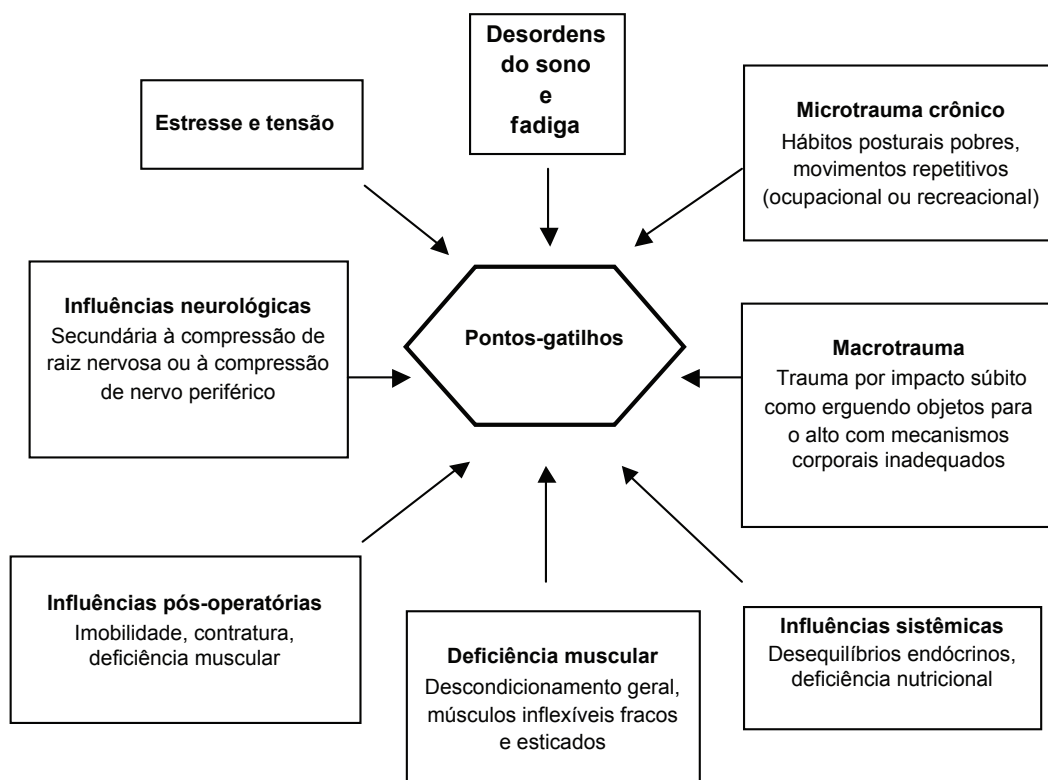 Desordens
do sono
e
fadiga
Estresse e tensão
Microtrauma crônico
Hábitos posturais pobres,
movimentos repetitivos
(ocupacional ou recreacional)
Influências neurológicas
Secundária à compressão de
raiz nervosa ou à compressão
de nervo periférico
Pontos-gatilhos
Macrotrauma
Trauma por impacto súbito
como erguendo objetos para
o alto com mecanismos
corporais inadequados
Influências pós-operatórias
Imobilidade, contratura,
deficiência muscular
Deficiência muscular
Descondicionamento geral,
músculos inflexíveis fracos
e esticados
Influências sistêmicas
Desequilíbrios endócrinos,
deficiência nutricional